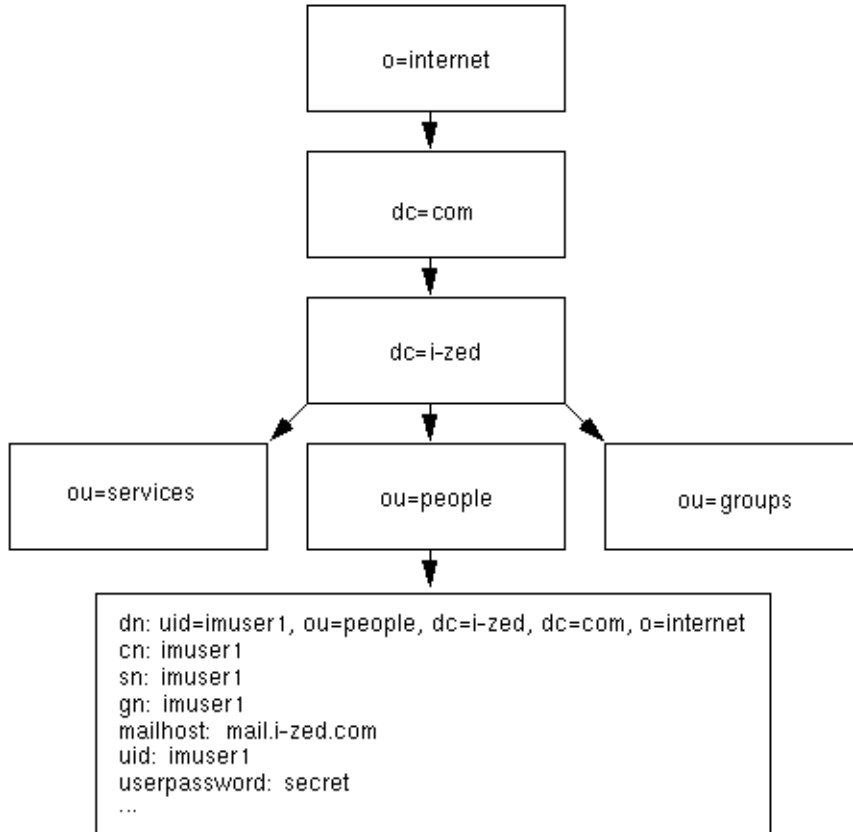 o=internet
dc=com
dc=i-zed
ou=services
ou=people
ou=groups
dn: uid=imuser1, ou=people, dc=i-zed, dc=com, o=internet
cn: imuser1
sn: imuser1
gn: imuser1
mailhost: mail.i-zed.com
uid: imuser1
userpassword: secret
...